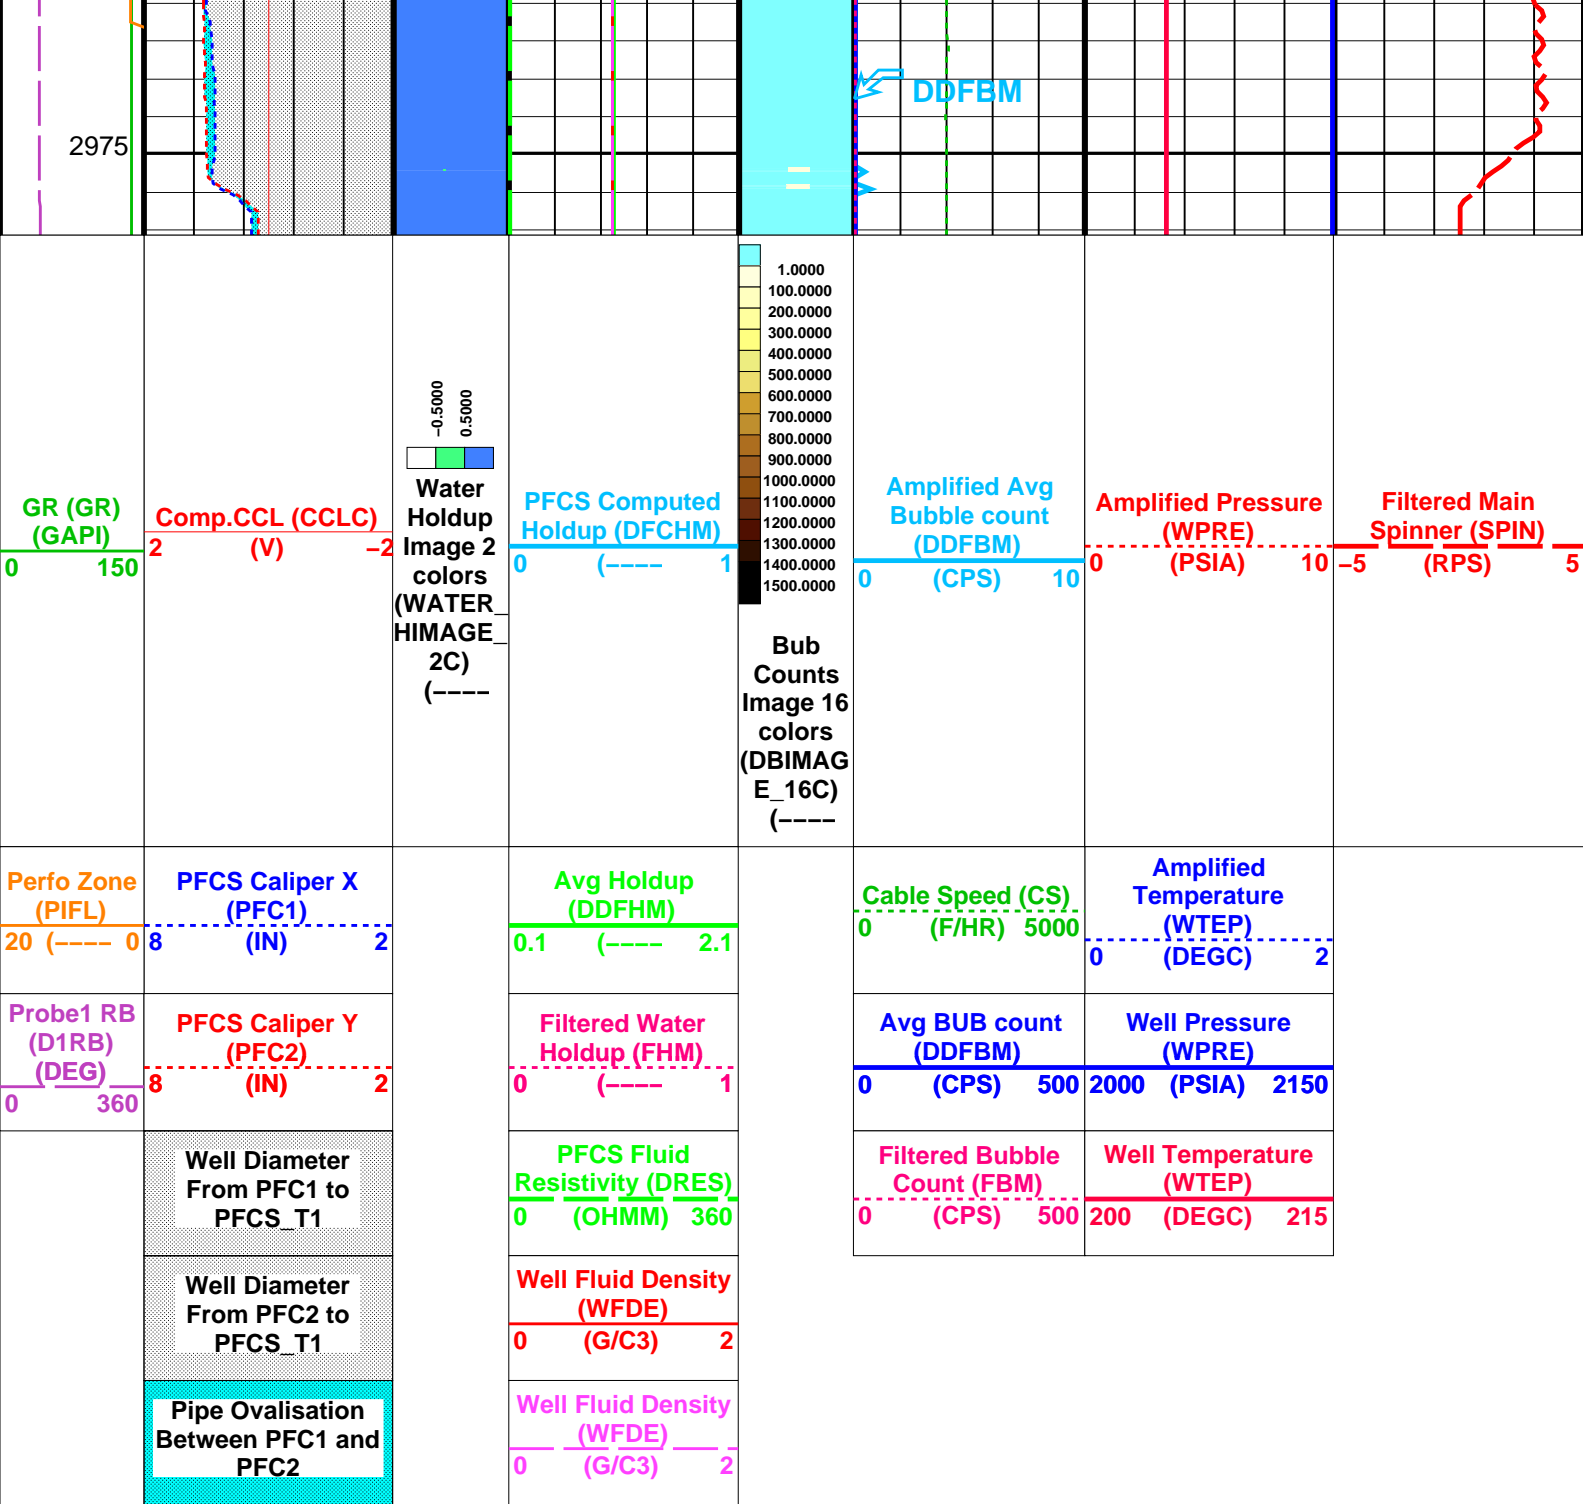 DDFBM
2975
1.0000
100.0000
200.0000
300.0000
400.0000
500.0000
600.0000
700.0000
800.0000
900.0000
1000.0000
1100.0000
1200.0000
1300.0000
1400.0000
1500.0000
GR (GR)
(GAPI)
0 150
Comp.CCL (CCLC)
2 (V) −2
−0.5000
0.5000
Water
Holdup
Image 2
colors
(WATER_
HIMAGE_
2C)
(−−−−
PFCS Computed
Holdup (DFCHM)
0 (−−−− 1
Bub
Counts
Image 16
colors
(DBIMAG
E_16C)
(−−−−
Amplified Avg
Bubble count
(DDFBM)
0 (CPS) 10
Amplified Pressure
(WPRE)
0 (PSIA) 10
Filtered Main
Spinner (SPIN)
−5 (RPS) 5
Perfo Zone
(PIFL)
20 (−−−− 0
PFCS Caliper X
(PFC1)
8 (IN) 2
Avg Holdup
(DDFHM)
0.1 (−−−− 2.1
Cable Speed (CS)
0 (F/HR) 5000
Amplified
Temperature
(WTEP)
0 (DEGC) 2
Probe1 RB
(D1RB)
(DEG)
0 360
PFCS Caliper Y
(PFC2)
8 (IN) 2
Filtered Water
Holdup (FHM)
0 (−−−− 1
Avg BUB count
(DDFBM)
0 (CPS) 500
Well Pressure
(WPRE)
2000 (PSIA) 2150
Well Diameter
From PFC1 to
PFCS_T1
PFCS Fluid
Resistivity (DRES)
0 (OHMM) 360
Filtered Bubble
Count (FBM)
0 (CPS) 500
Well Temperature
(WTEP)
200 (DEGC) 215
Well Diameter
From PFC2 to
PFCS_T1
Well Fluid Density
(WFDE)
0 (G/C3) 2
Pipe Ovalisation
Between PFC1 and
PFC2
Well Fluid Density
(WFDE)
0 (G/C3) 2